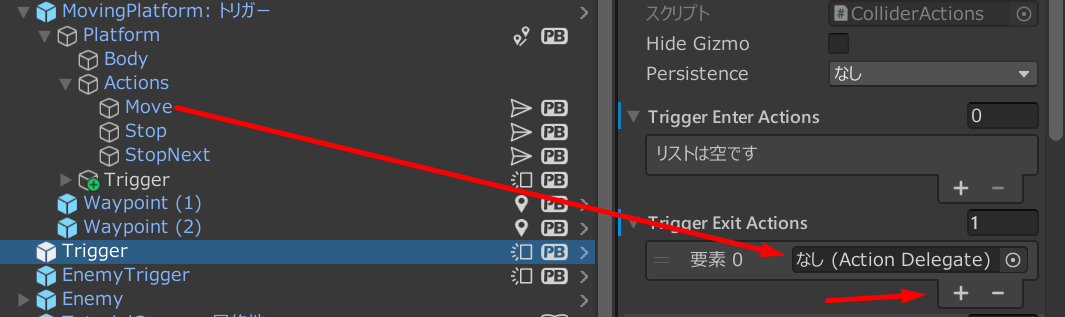 MovingPlatform: トリガー
Platform
PB
Body
Actions
Move
PB
Stop
PB
StopNext
PB
Trigger
PB
Waypoint (1)
PB
Waypoint (2)
PB
Trigger
PB
EnemyTrigger
PB
Enemy
スクリプト
# ColliderActions
Hide Gizmo
Persistence
なし
Trigger Enter Actions
0
リストは空です
+ −
Trigger Exit Actions
1
要素 0
なし (Action Delegate)
+ −